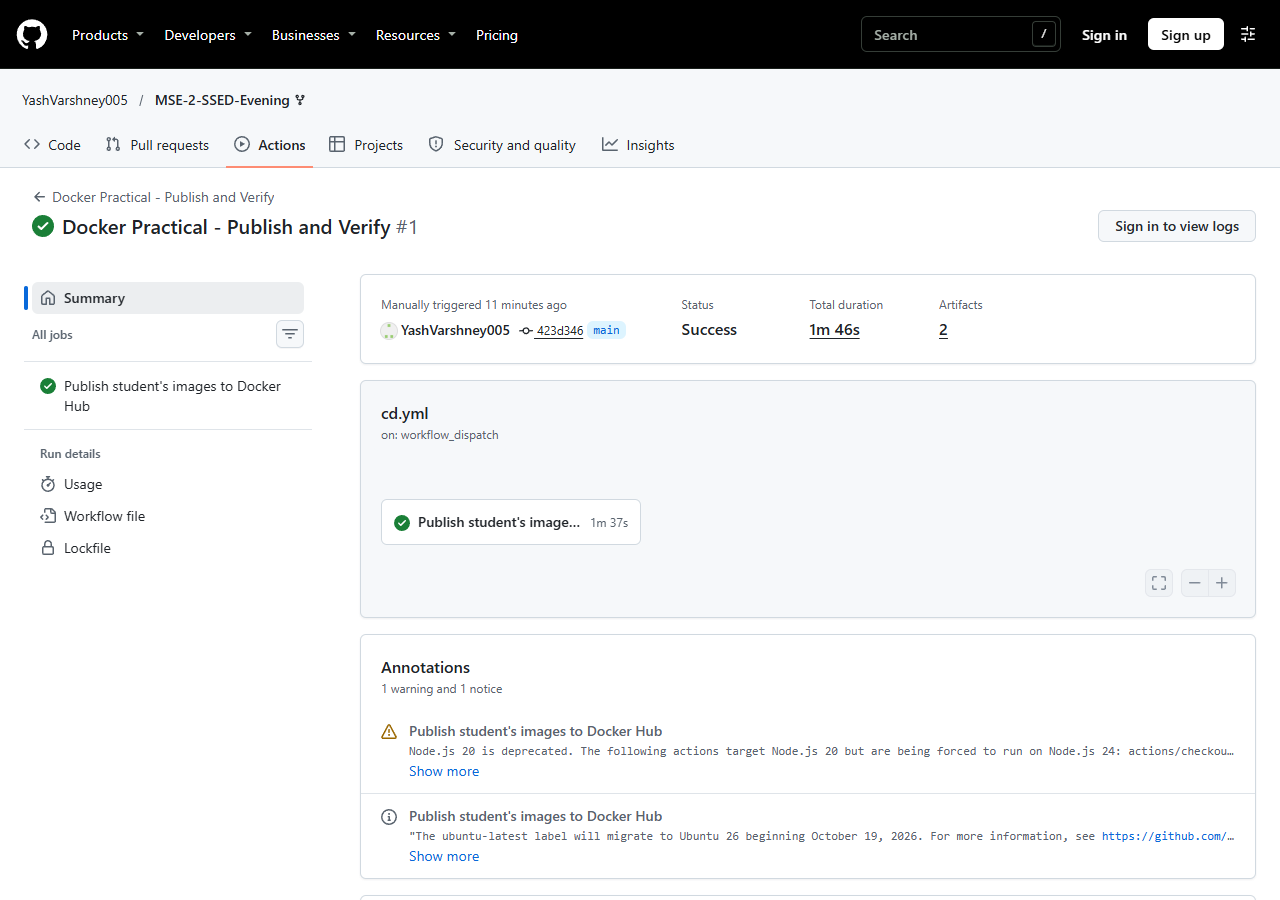 Products Developers Businesses Resources Pricing Search / Sign in Sign up
YashVarshney005 / MSE-2-SSED-Evening
Code Pull requests Actions Projects Security and quality Insights
Docker Practical - Publish and Verify
Docker Practical - Publish and Verify #1
Sign in to view logs
Summary
All jobs
Publish student's images to Docker
Hub
Run details
Usage
Workflow file
Lockfile
Manually triggered 11 minutes ago Status Total duration Artifacts
YashVarshney005 423d346 main Success 1m 46s 2
cd.yml
on: workflow_dispatch
Publish student's image... 1m 37s
Annotations
1 warning and 1 notice
Publish student's images to Docker Hub
Node.js 20 is deprecated. The following actions target Node.js 20 but are being forced to run on Node.js 24: actions/checkou…
Show more
Publish student's images to Docker Hub
"The ubuntu-latest label will migrate to Ubuntu 26 beginning October 19, 2026. For more information, see https://github.com/…
Show more